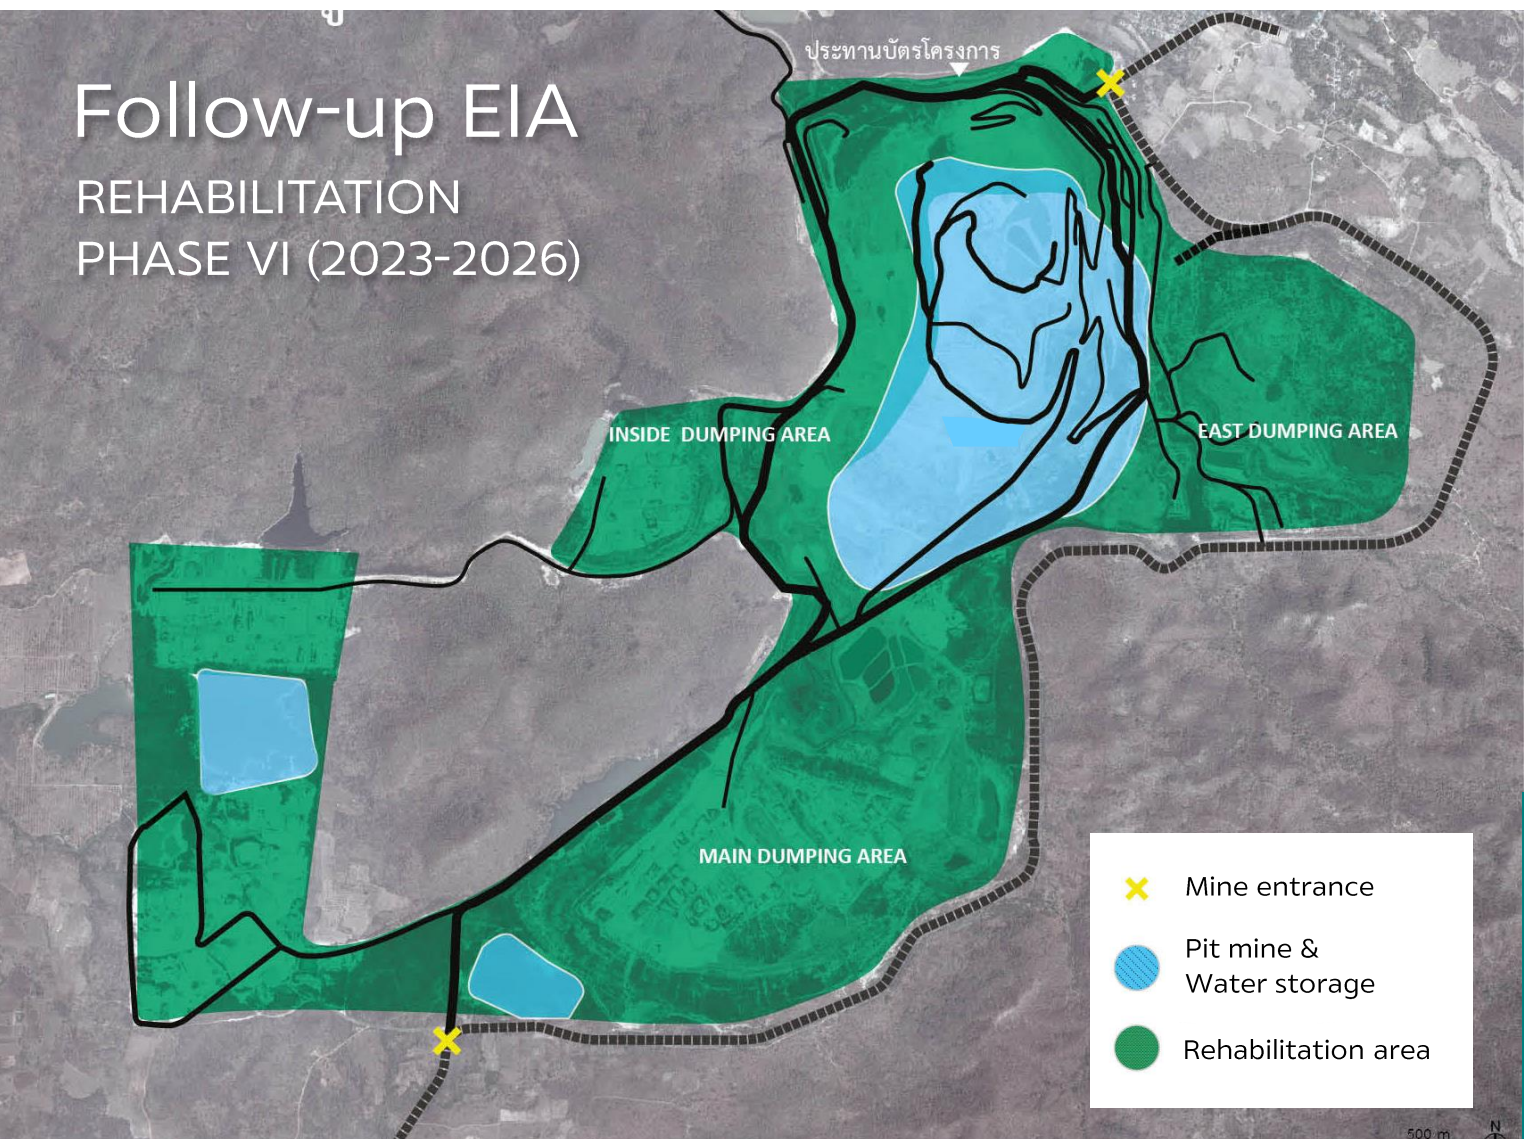 Follow-up EIA
REHABILITATION
PHASE VI (2023-2026)
ประทานบัตรโครงการ
INSIDE DUMPING AREA
EAST DUMPING AREA
MAIN DUMPING AREA
Mine entrance
Pit mine &
Water storage
Rehabilitation area
500 m
N